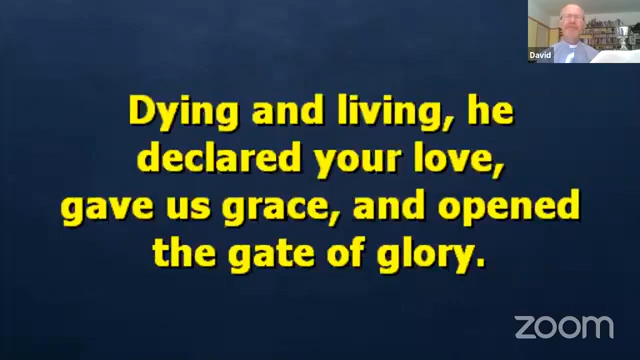 David
Dying and living, he
declared your love,
gave us grace, and opened
the gate of glory.
zoom